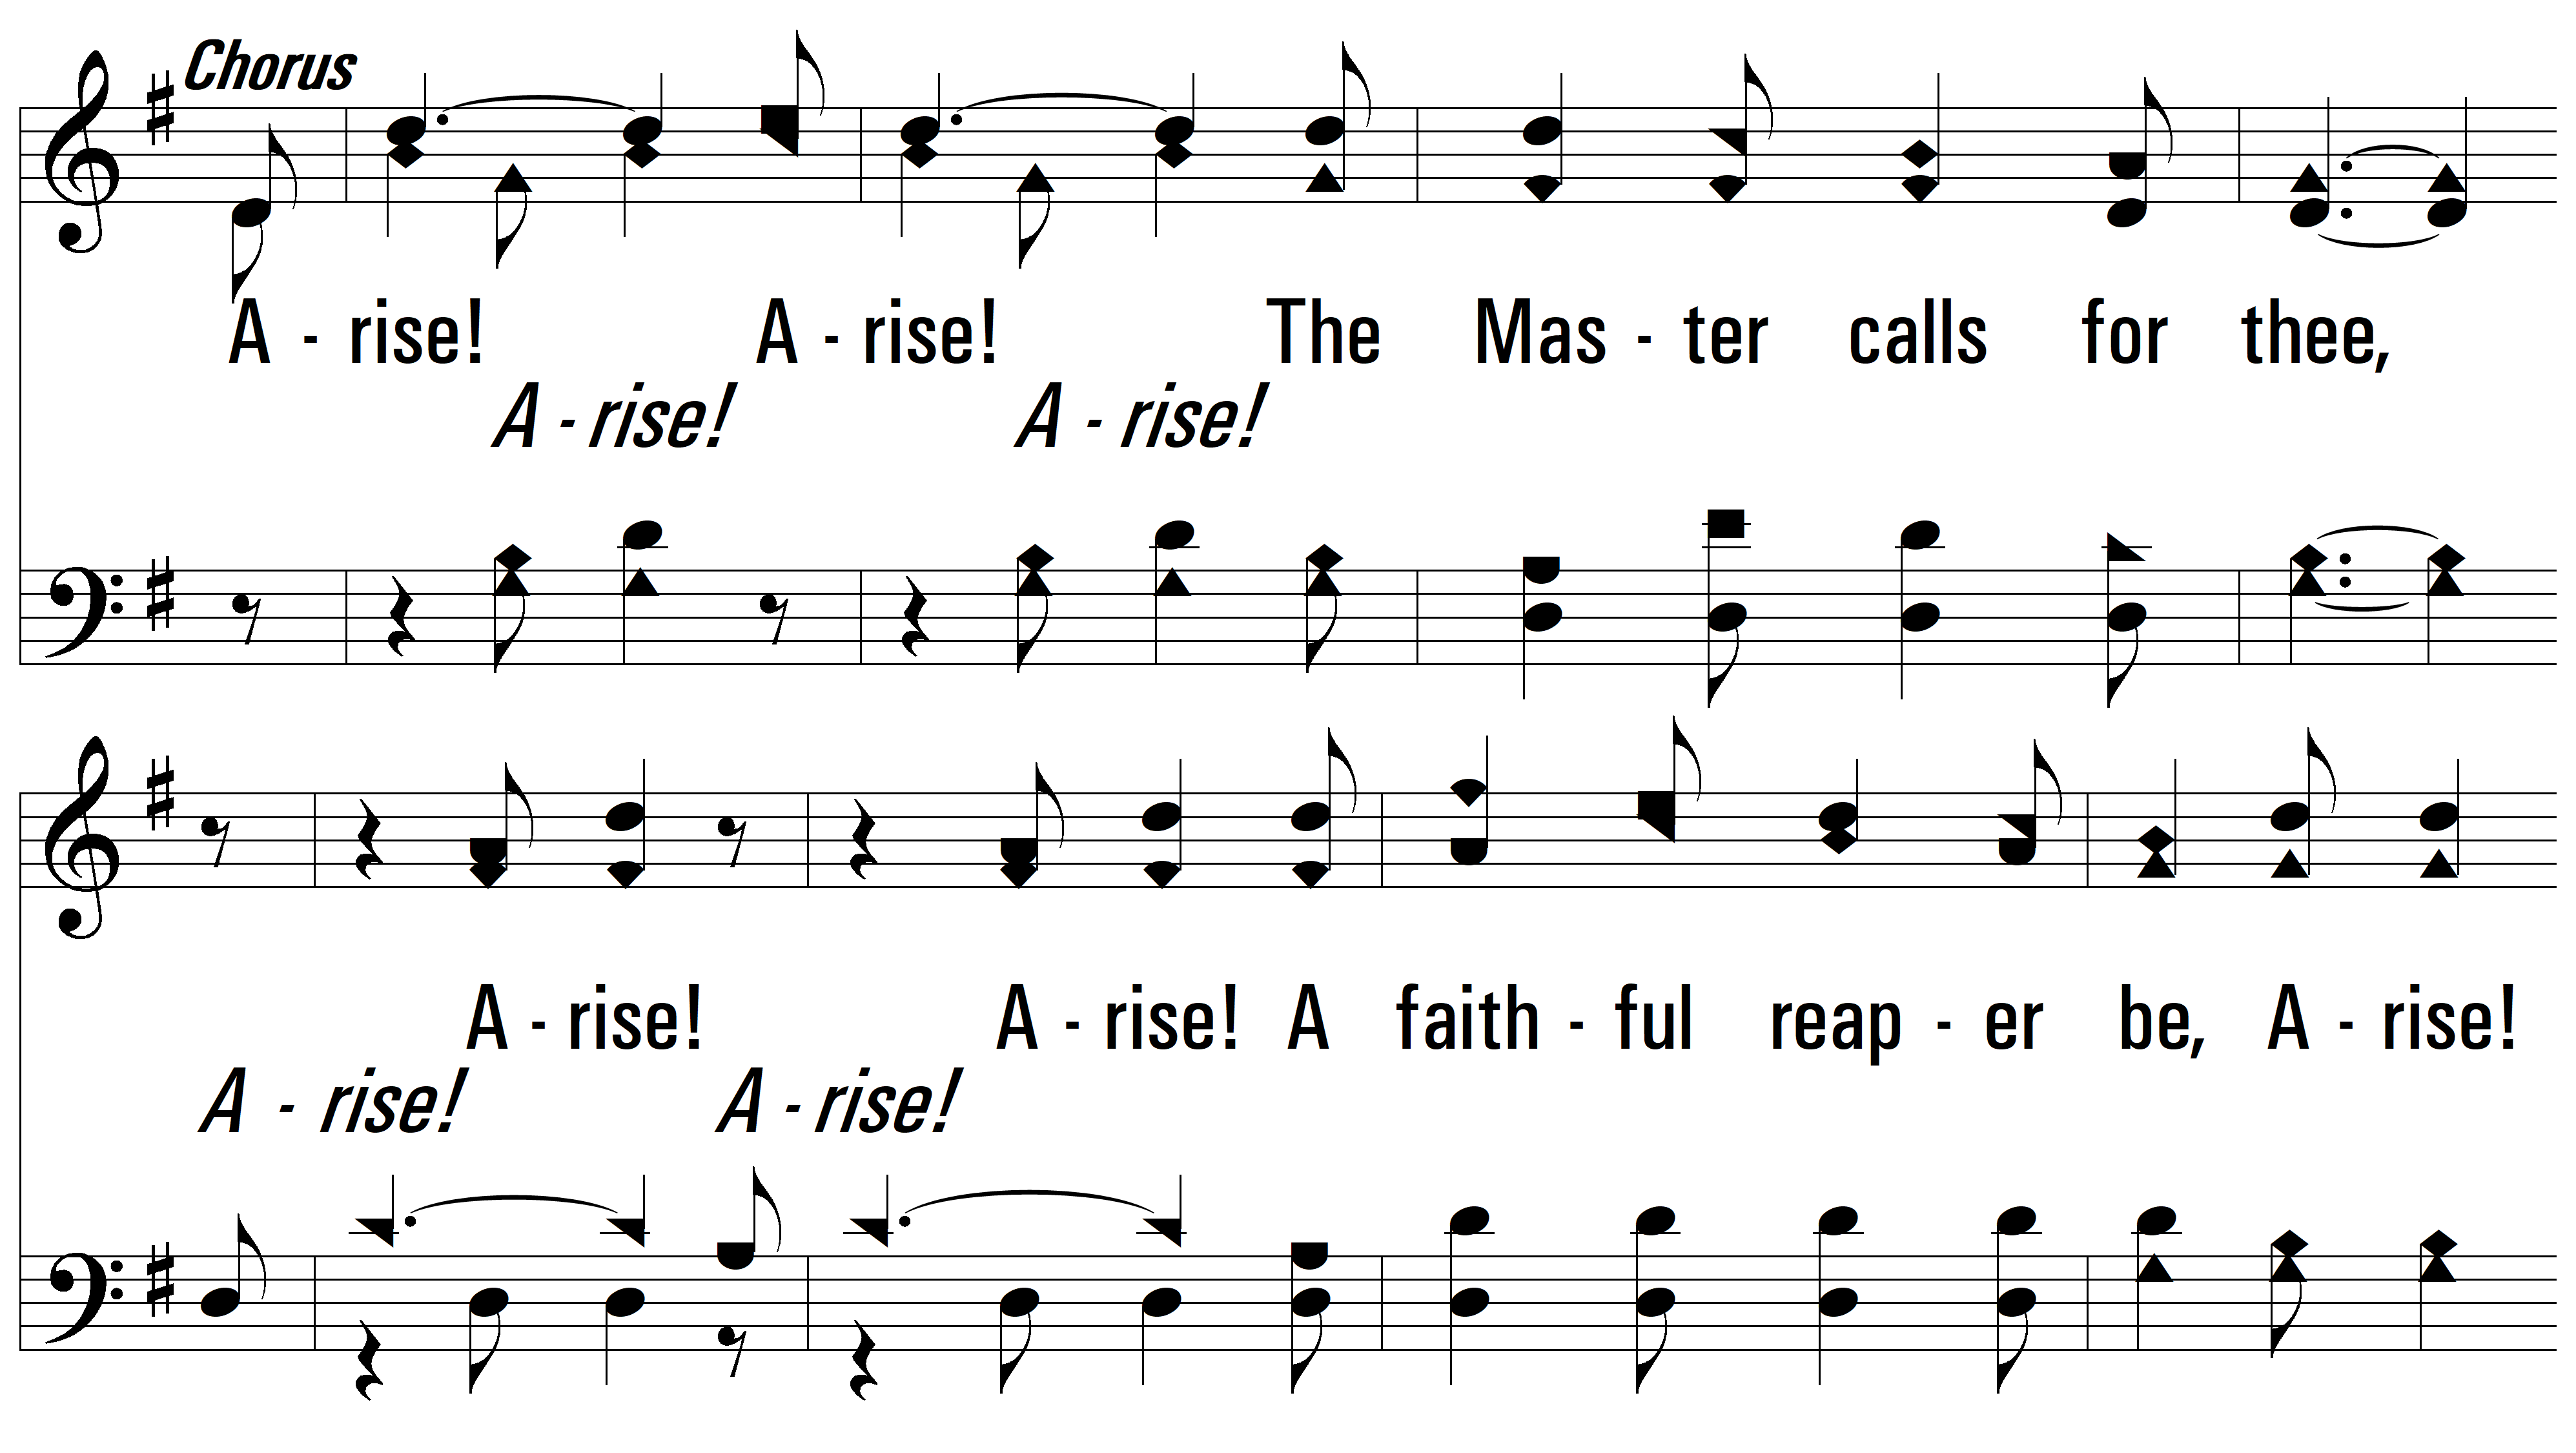 Chorus
A - rise! A - rise! The Mas - ter calls for thee,
A - rise! A - rise!
A - rise! A - rise! A faith - ful reap - er be, A - rise!
A - rise! A - rise!